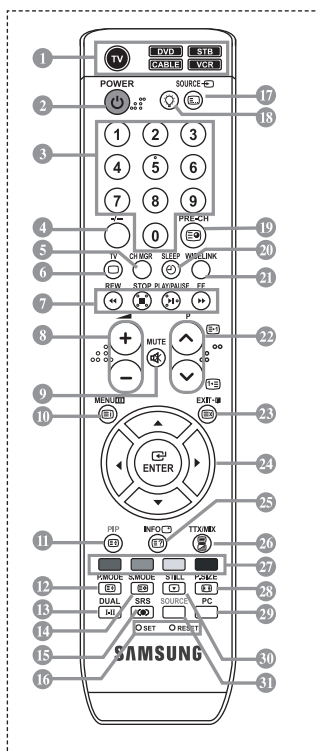 1 TV DVD STB
CABLE VCR
POWER SOURCE 17
2 18
1 2 3
3 4 5 6
7 8 9
4 -/-- 0 PRE-CH 19
5 20
TV CH MGR SLEEP WISELINK
6 21
REW STOP PLAY/PAUSE FF
7
8 + P 22
MUTE
9 −
10 MENU EXIT 23
ENTER 24
25
PIP INFO TTX/MIX
11 26
27
P.MODE S.MODE STILL P.SIZE
12 28
DUAL SRS SOURCE PC
13 I-II 29
14
15 SET RESET 30
16 SAMSUNG 31